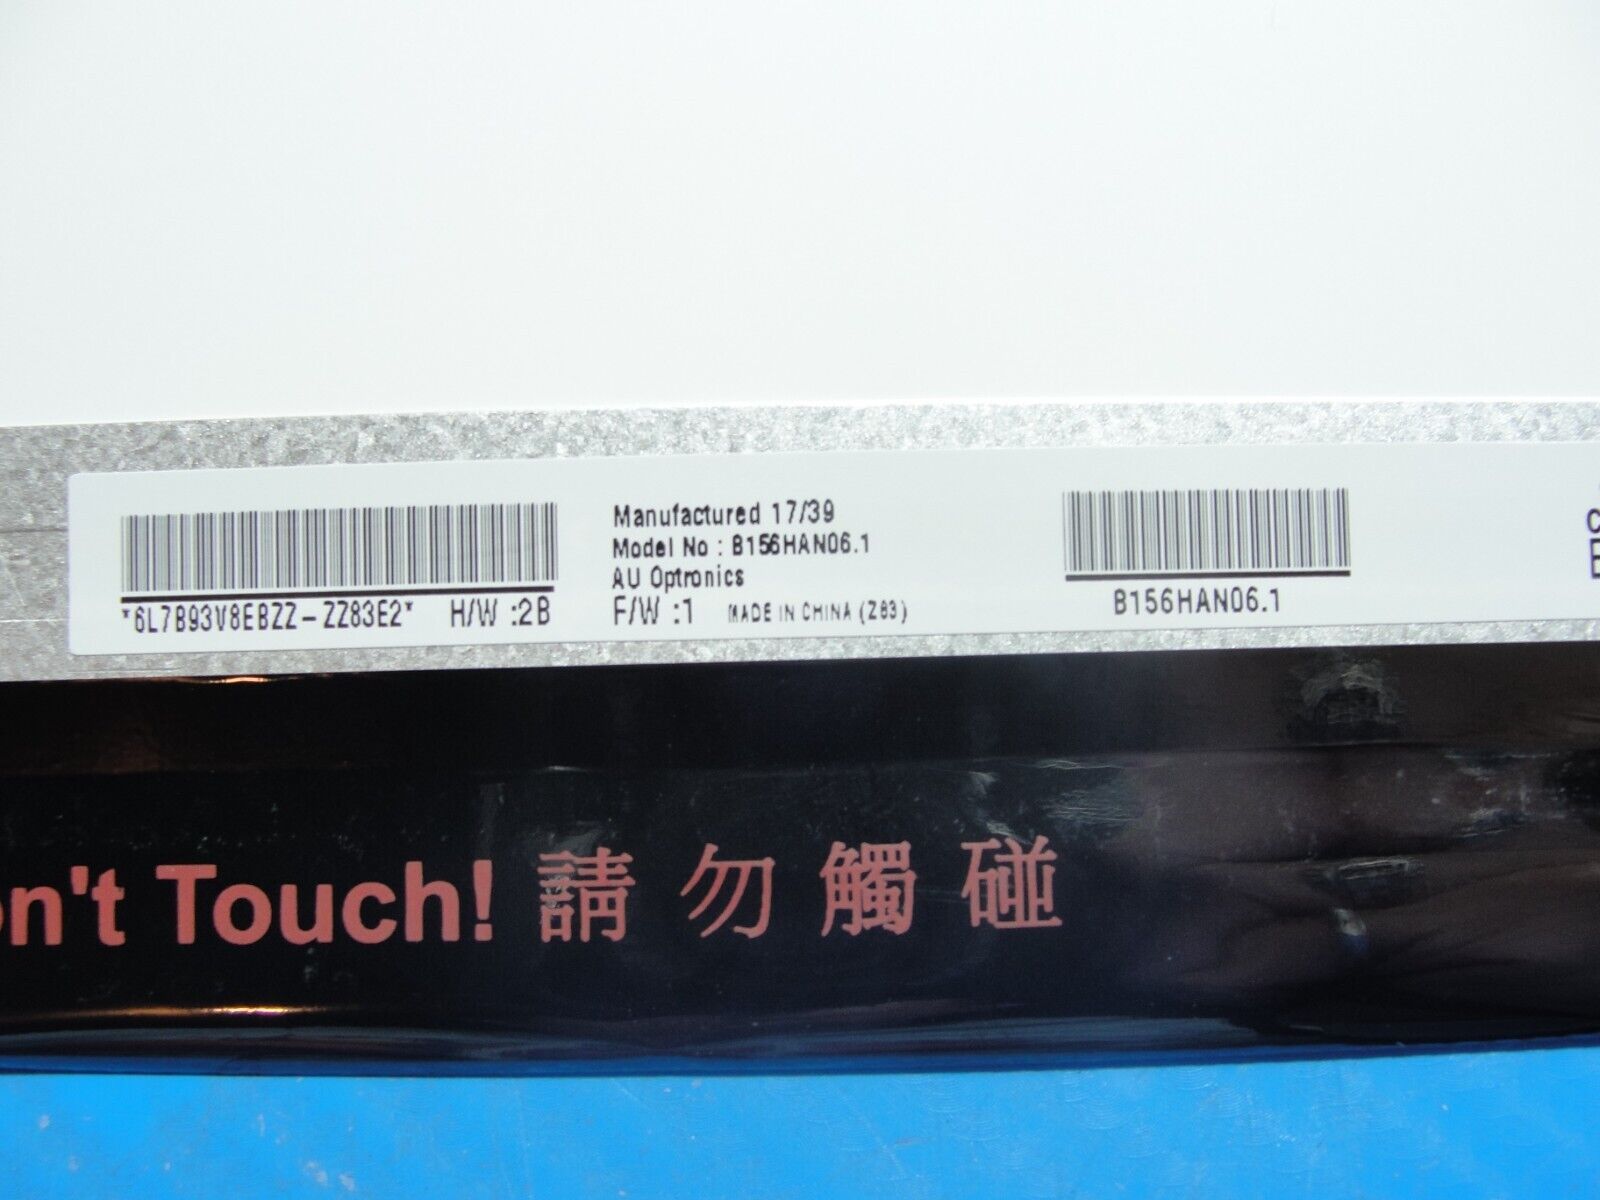 *6L7B93V8EBZZ-ZZ83E2* H/W :2B
Manufactured 17/39
Model No : B156HAN06.1
AU Optronics
F/W :1 MADE IN CHINA (Z83)
B156HAN06.1
on't Touch! 請勿觸碰